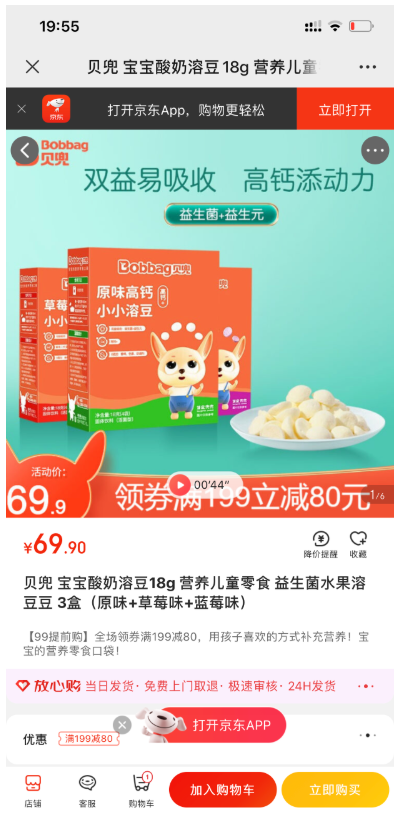 19:55
贝兜 宝宝酸奶溶豆18g 营养儿童
京东
打开京东App，购物更轻松
立即打开
Bobbag
贝兜
双益易吸收 高钙添动力
益生菌+益生元
Bobbag贝兜
原味高钙
小小溶豆
草莓
小小
活动价:
69.9
00'44"
领券满199立减80元
1/6
¥69.90
降价提醒
收藏
贝兜 宝宝酸奶溶豆18g 营养儿童零食 益生菌水果溶
豆豆 3盒（原味+草莓味+蓝莓味）
【99提前购】全场领券满199减80，用孩子喜欢的方式补充营养！宝
宝的营养零食口袋！
放心购 当日发货· 免费上门取退· 极速审核· 24H发货
优惠
满199减80
打开京东APP
店铺
客服
1
购物车
加入购物车
立即购买